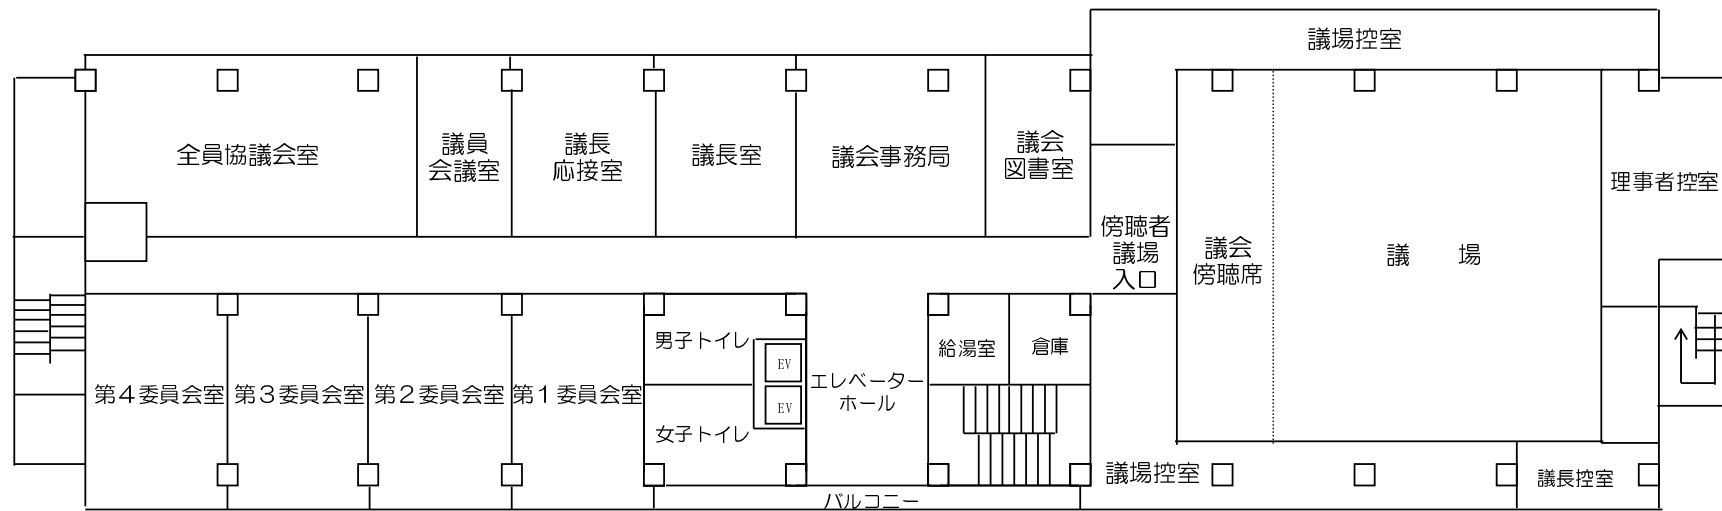 議場控室
全員協議会室
議員
会議室
議長
応接室
議長室
議会事務局
議会
図書室
理事者控室
傍聴者
議場
入口
議会
傍聴席
議　　場
男子トイレ
EV
給湯室
倉庫
第４委員会室
第３委員会室
第２委員会室
第１委員会室
EV
エレベーター
ホール
女子トイレ
議場控室
議長控室
バルコニー